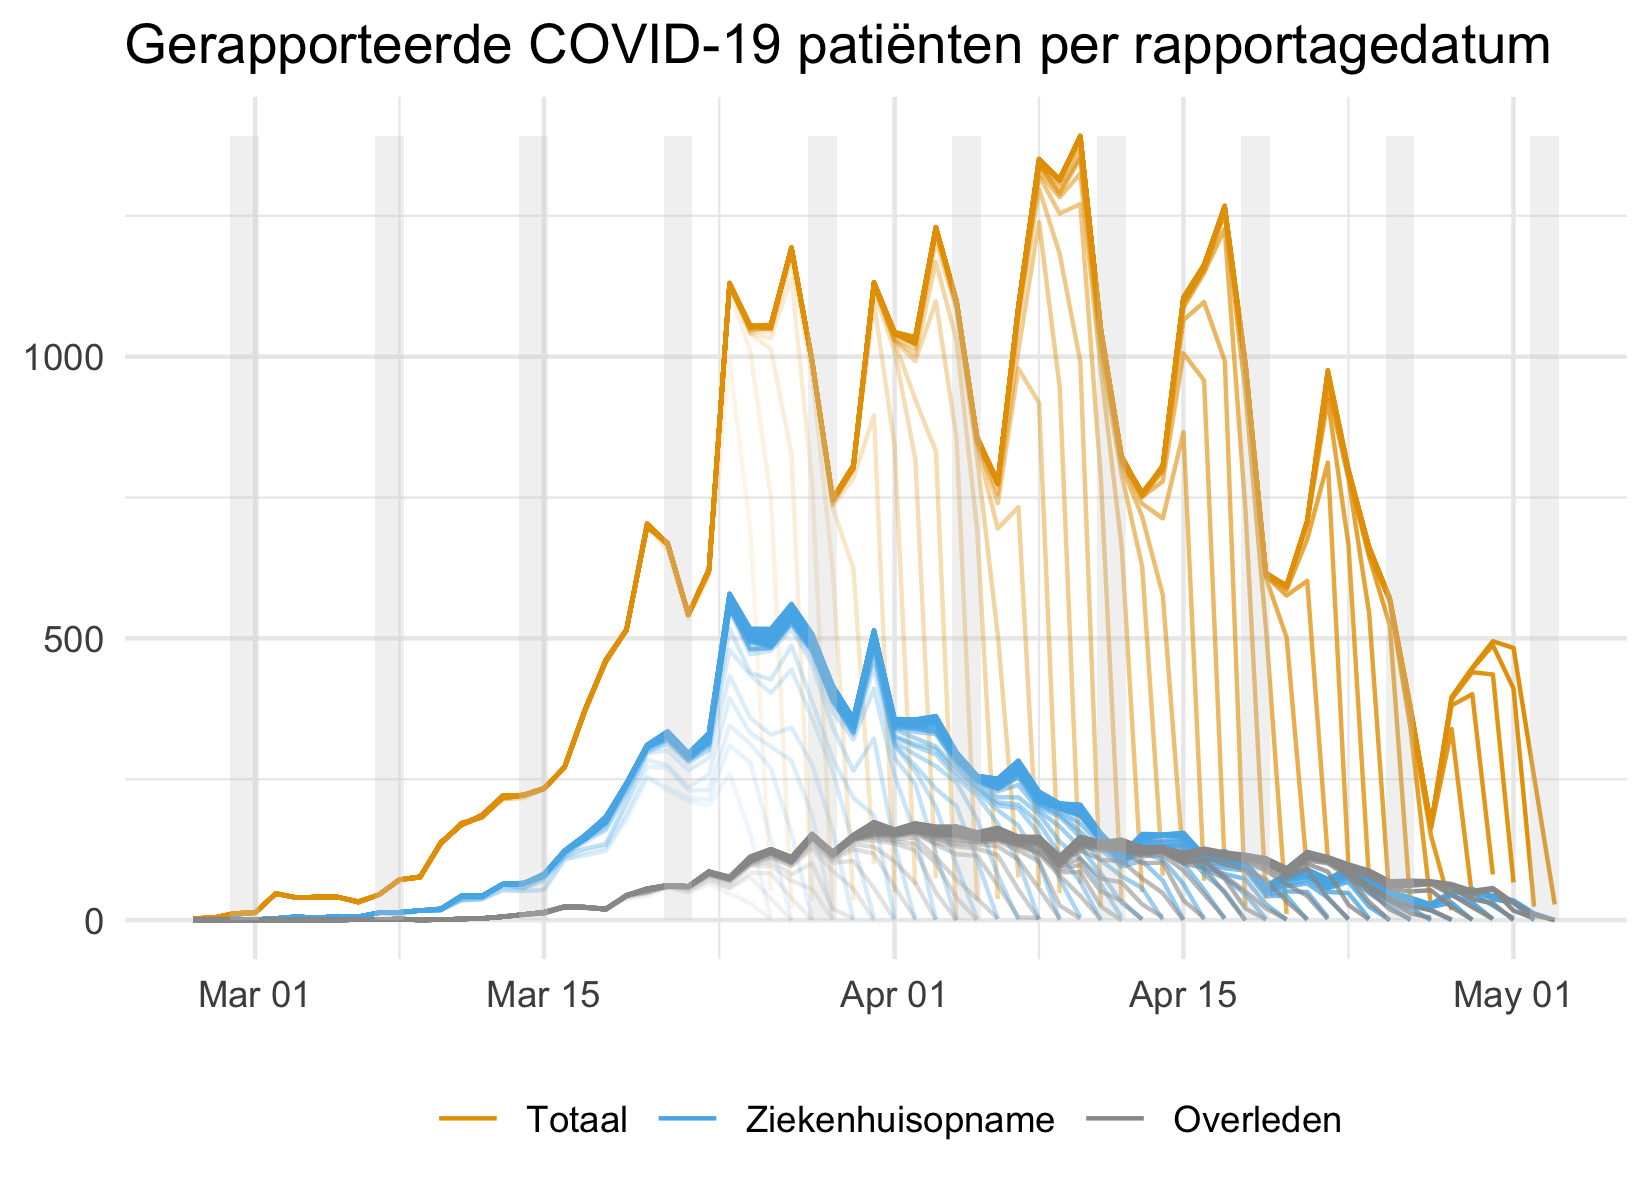 Gerapporteerde COVID-19 patiënten per rapportagedatum
1000
500
0
Mar 01 Mar 15 Apr 01 Apr 15 May 01
Totaal Ziekenhuisopname Overleden